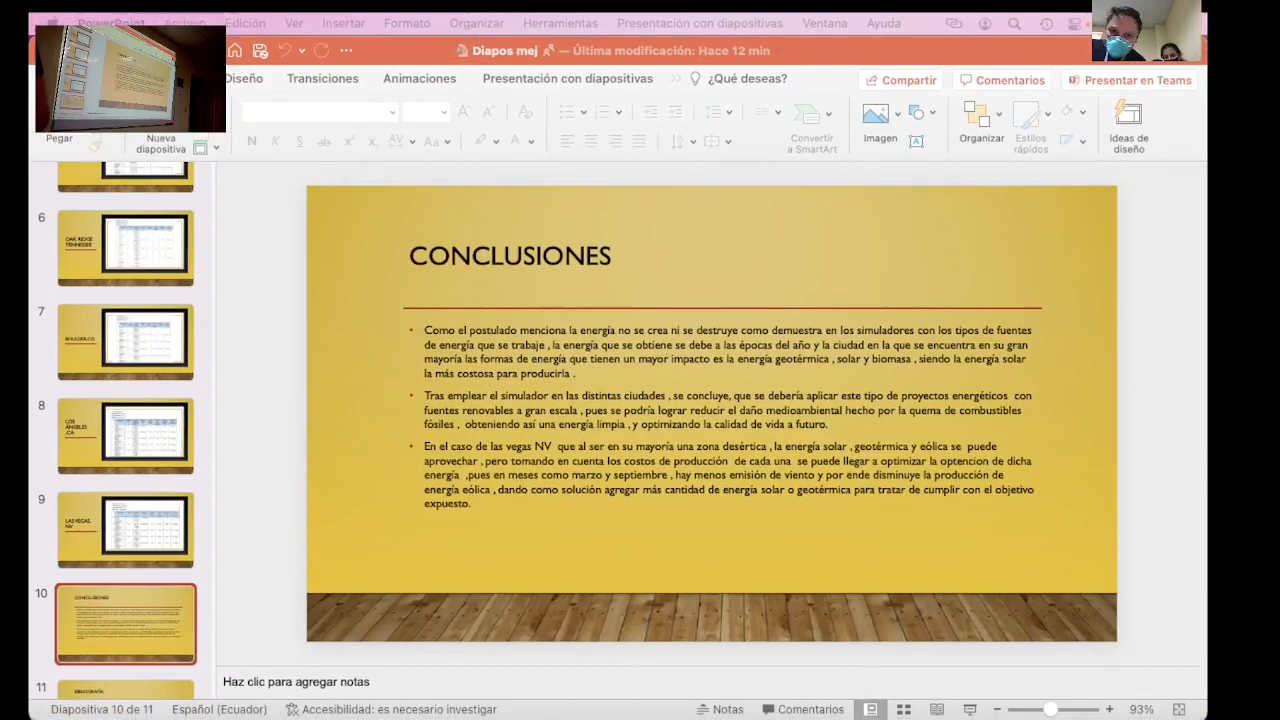 PowerPoint Archivo Edición Ver Insertar Formato Organizar Herramientas Presentación con diapositivas Ventana Ayuda
Diapos mej — Última modificación: Hace 12 min
Diseño Transiciones Animaciones Presentación con diapositivas >> ¿Qué deseas? Compartir Comentarios Presentar en Teams
Pegar
Nueva
diapositiva
Convertir
a SmartArt
Imagen
Organizar
Estilos
rápidos
Ideas de
diseño
6
OAK RIDGE
TENNESSEE
7
BOULDER,CO
8
LOS
ÁNGELES
,CA
9
LAS VEGAS,
NV
10
CONCLUSIONES
11
BIBLIOGRAFÍA
CONCLUSIONES
• Como el postulado menciona la energía no se crea ni se destruye como demuestra en los simuladores con los tipos de fuentes
de energía que se trabaje , la energía que se obtiene se debe a las épocas del año y la ciudad en la que se encuentra en su gran
mayoría las formas de energía que tienen un mayor impacto es la energía geotérmica , solar y biomasa , siendo la energía solar
la más costosa para producirla .
• Tras emplear el simulador en las distintas ciudades , se concluye, que se debería aplicar este tipo de proyectos energéticos con
fuentes renovables a gran escala , pues se podría lograr reducir el daño medioambiental hecho por la quema de combustibles
fósiles , obteniendo así una energía limpia , y optimizando la calidad de vida a futuro.
• En el caso de las vegas NV que al ser en su mayoría una zona desértica , la energía solar , geotérmica y eólica se puede
aprovechar , pero tomando en cuenta los costos de producción de cada una se puede llegar a optimizar la optencion de dicha
energía ,pues en meses como marzo y septiembre , hay menos emisión de viento y por ende disminuye la producción de
energía eólica , dando como solución agregar más cantidad de energía solar o geotérmica para tratar de cumplir con el objetivo
expuesto.
Haz clic para agregar notas
Diapositiva 10 de 11 Español (Ecuador) Accesibilidad: es necesario investigar Notas Comentarios 93%